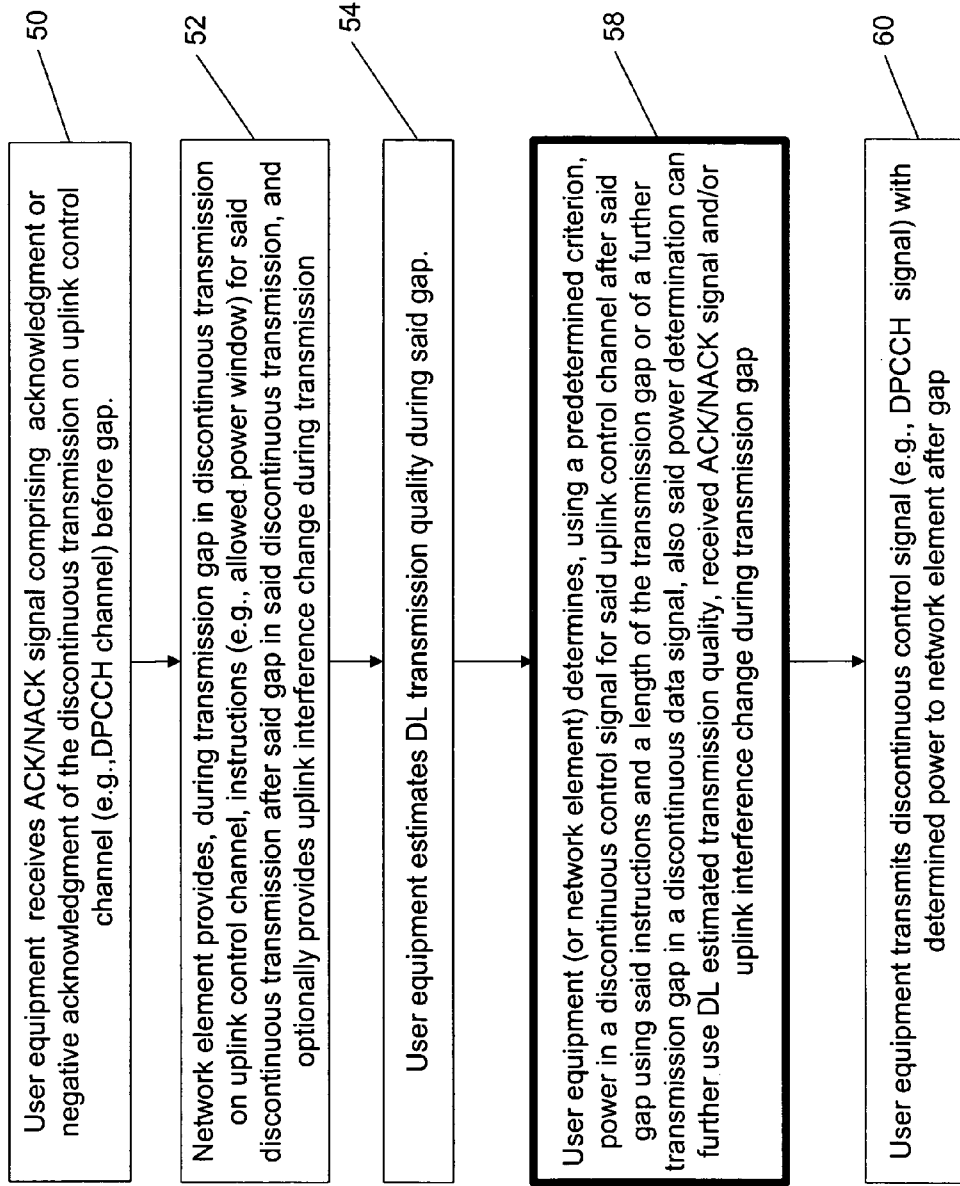 50
User equipment receives ACK/NACK signal comprising acknowledgment or
negative acknowledgment of the discontinuous transmission on uplink control
channel (e.g.,DPCCH channel) before gap.
52
Network element provides, during transmission gap in discontinuous transmission
on uplink control channel, instructions (e.g., allowed power window) for said
discontinuous transmission after said gap in said discontinuous transmission, and
optionally provides uplink interference change during transmission
54
User equipment estimates DL transmission quality during said gap.
58
User equipment (or network element) determines, using a predetermined criterion,
power in a discontinuous control signal for said uplink control channel after said
gap using said instructions and a length of the transmission gap or of a further
transmission gap in a discontinuous data signal, also said power determination can
further use DL estimated transmission quality, received ACK/NACK signal and/or
uplink interference change during transmission gap
60
User equipment transmits discontinuous control signal (e.g., DPCCH signal) with
determined power to network element after gap